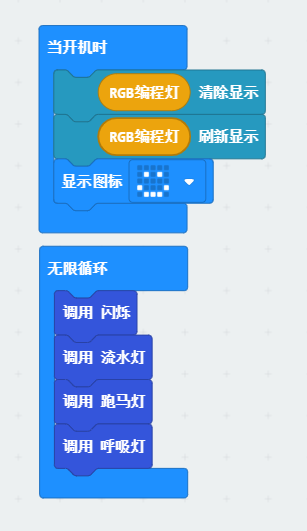 当开机时
RGB编程灯 清除显示
RGB编程灯 刷新显示
显示图标
无限循环
调用 闪烁
调用 流水灯
调用 跑马灯
调用 呼吸灯